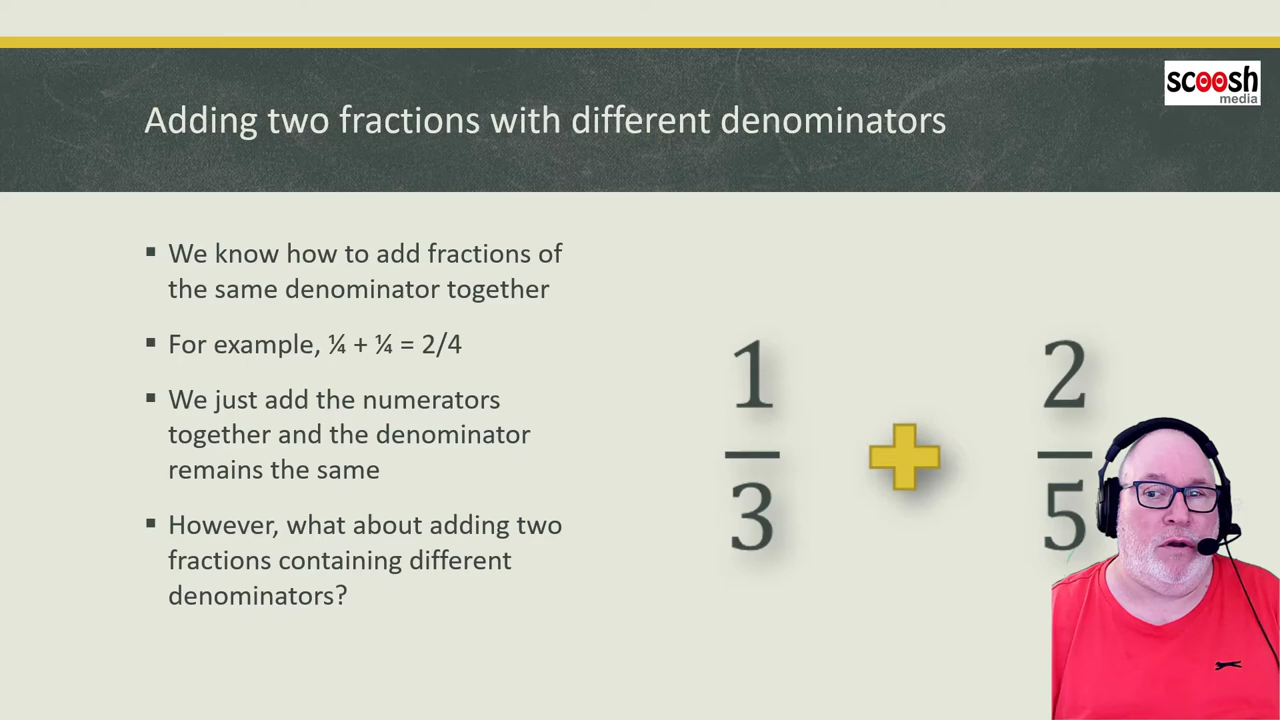 scoosh
media
Adding two fractions with different denominators
▪ We know how to add fractions of
the same denominator together
▪ For example, ¼ + ¼ = 2/4
▪ We just add the numerators
together and the denominator
remains the same
▪ However, what about adding two
fractions containing different
denominators?
1 2
3 5